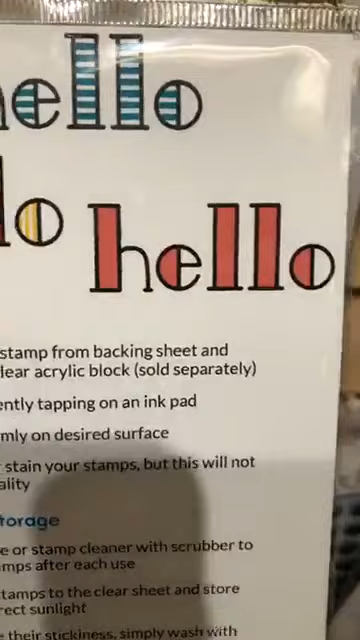 hello
lo
hello
stamp from backing sheet and
lear acrylic block (sold separately)
ently tapping on an ink pad
mly on desired surface
stain your stamps, but this will not
ality
torage
e or stamp cleaner with scrubber to
mps after each use
tamps to the clear sheet and store
rect sunlight
e their stickiness, simply wash with